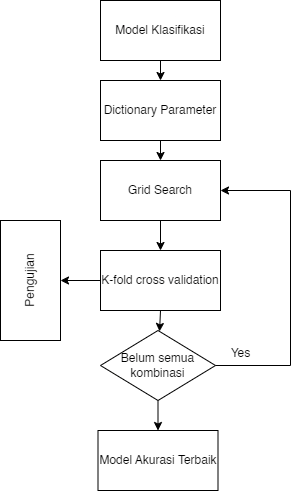 Model Klasifikasi
Dictionary Parameter
Grid Search
Pengujian
K-fold cross validation
Belum semua
kombinasi
Yes
Model Akurasi Terbaik